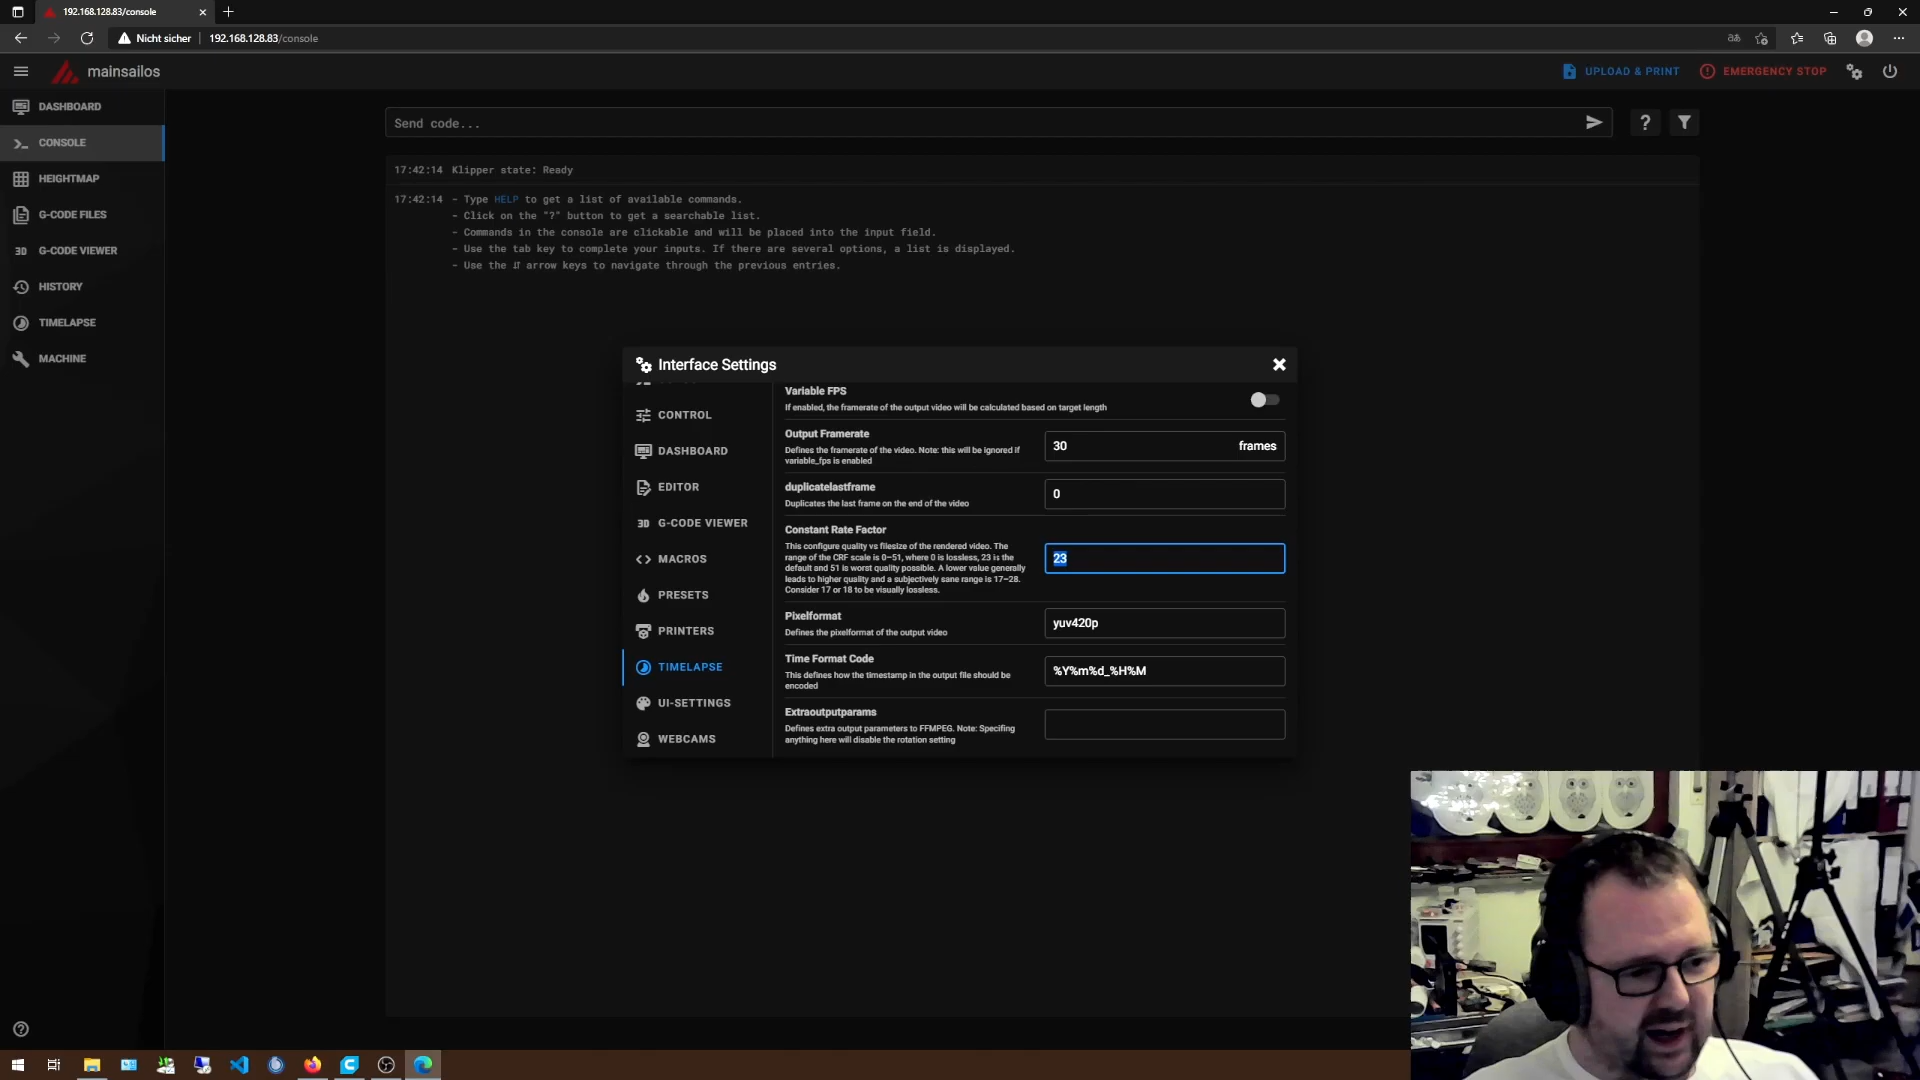 192.168.128.83/console
Nicht sicher
192.168.128.83/console
mainsailos
UPLOAD & PRINT
EMERGENCY STOP
DASHBOARD
CONSOLE
HEIGHTMAP
G-CODE FILES
3D G-CODE VIEWER
HISTORY
TIMELAPSE
MACHINE
Send code...
17:42:14 Klipper state: Ready
17:42:14 - Type HELP to get a list of available commands.
- Click on the "?" button to get a searchable list.
- Commands in the console are clickable and will be placed into the input field.
- Use the tab key to complete your inputs. If there are several options, a list is displayed.
- Use the ⇵ arrow keys to navigate through the previous entries.
Interface Settings
CONTROL
DASHBOARD
EDITOR
3D G-CODE VIEWER
MACROS
PRESETS
PRINTERS
TIMELAPSE
UI-SETTINGS
WEBCAMS
Variable FPS
If enabled, the framerate of the output video will be calculated based on target length
Output Framerate
Defines the framerate of the video. Note: this will be ignored if
variable_fps is enabled
30 frames
duplicatelastframe
Duplicates the last frame on the end of the video
0
Constant Rate Factor
This configure quality vs filesize of the rendered video. The
range of the CRF scale is 0–51, where 0 is lossless, 23 is the
default and 51 is worst quality possible. A lower value generally
leads to higher quality and a subjectively sane range is 17–28.
Consider 17 or 18 to be visually lossless.
23
Pixelformat
Defines the pixelformat of the output video
yuv420p
Time Format Code
This defines how the timestamp in the output file should be
encoded
%Y%m%d_%H%M
Extraoutputparams
Defines extra output parameters to FFMPEG. Note: Specifing
anything here will disable the rotation setting